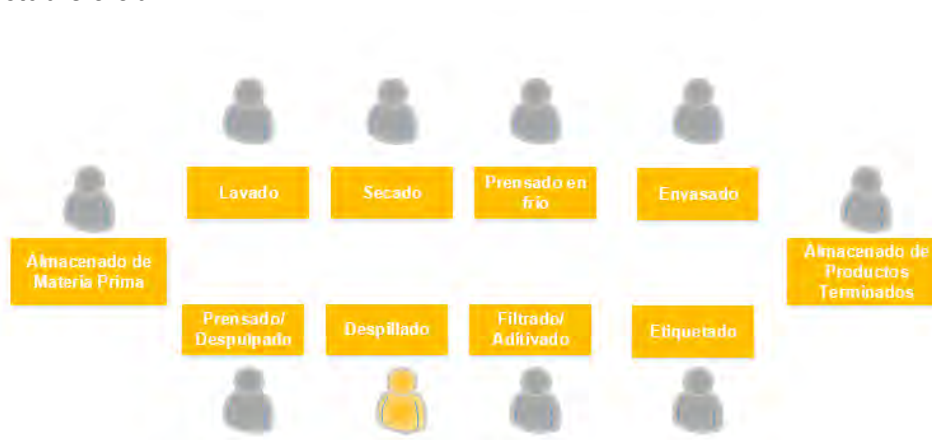 Lavado
Secado
Prensado en
frío
Envasado
Almacenado de
Materia Prima
Almacenado de
Productos
Terminados
Prensado/
Despulpado
Despillado
Filtrado/
Aditivado
Etiquetado